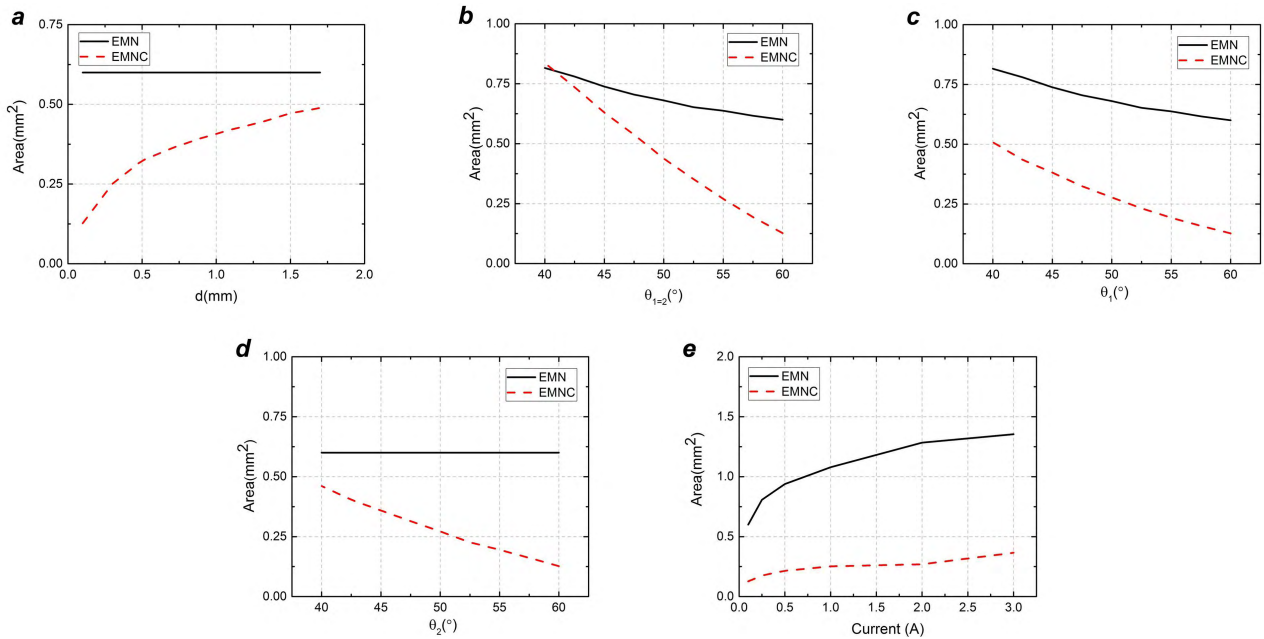 a
0.75
0.50
0.25
0.00
Area(mm²)
EMN
EMNC
0.0 0.5 1.0 1.5 2.0
d(mm)
b
1.00
0.75
0.50
0.25
0.00
Area(mm²)
EMN
EMNC
40 45 50 55 60
θ₁₌₂(°)
c
1.00
0.75
0.50
0.25
0.00
Area(mm²)
EMN
EMNC
40 45 50 55 60
θ₁(°)
d
1.00
0.75
0.50
0.25
0.00
Area(mm²)
EMN
EMNC
40 45 50 55 60
θ₂(°)
e
2.0
1.5
1.0
0.5
0.0
Area(mm²)
EMN
EMNC
0.0 0.5 1.0 1.5 2.0 2.5 3.0
Current (A)